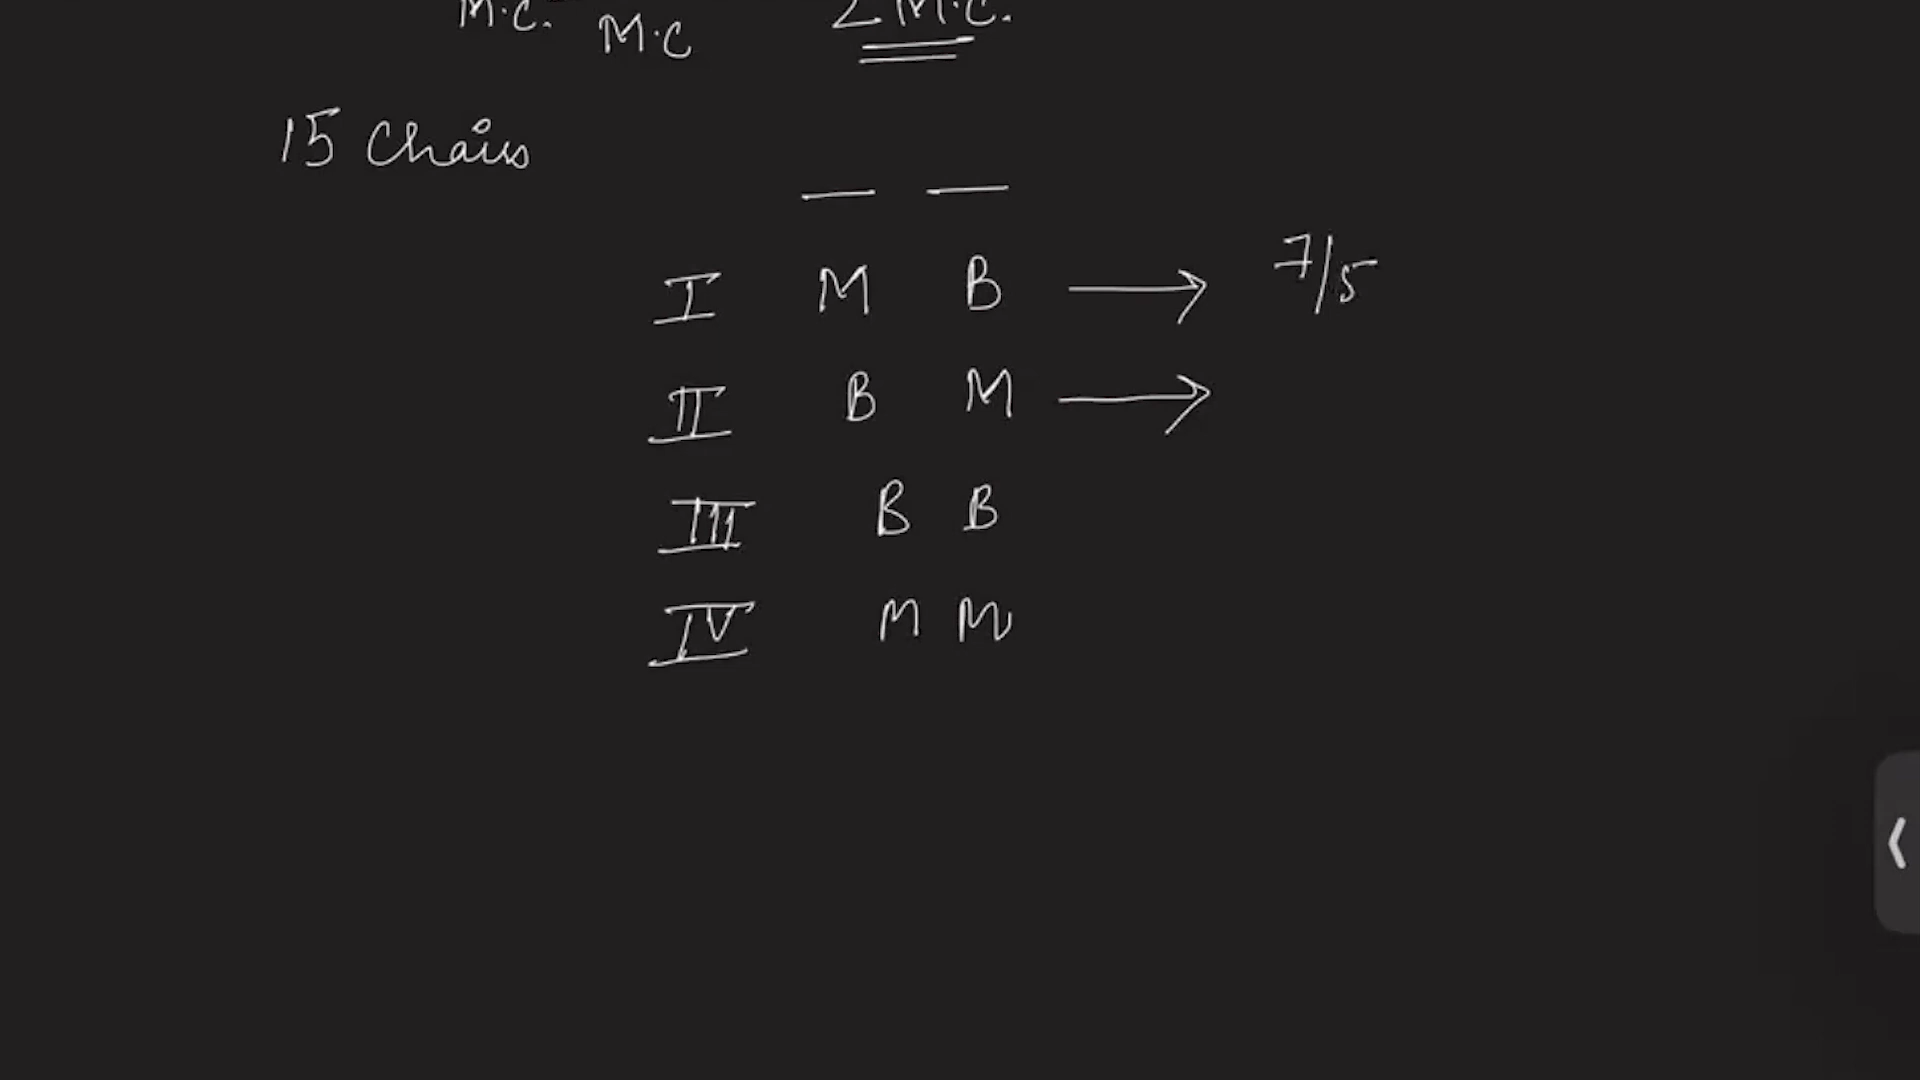 M.C. M.C 2 M.C.
15 Chairs
— —
I M B → 7/5
II B M →
III B B
IV M M